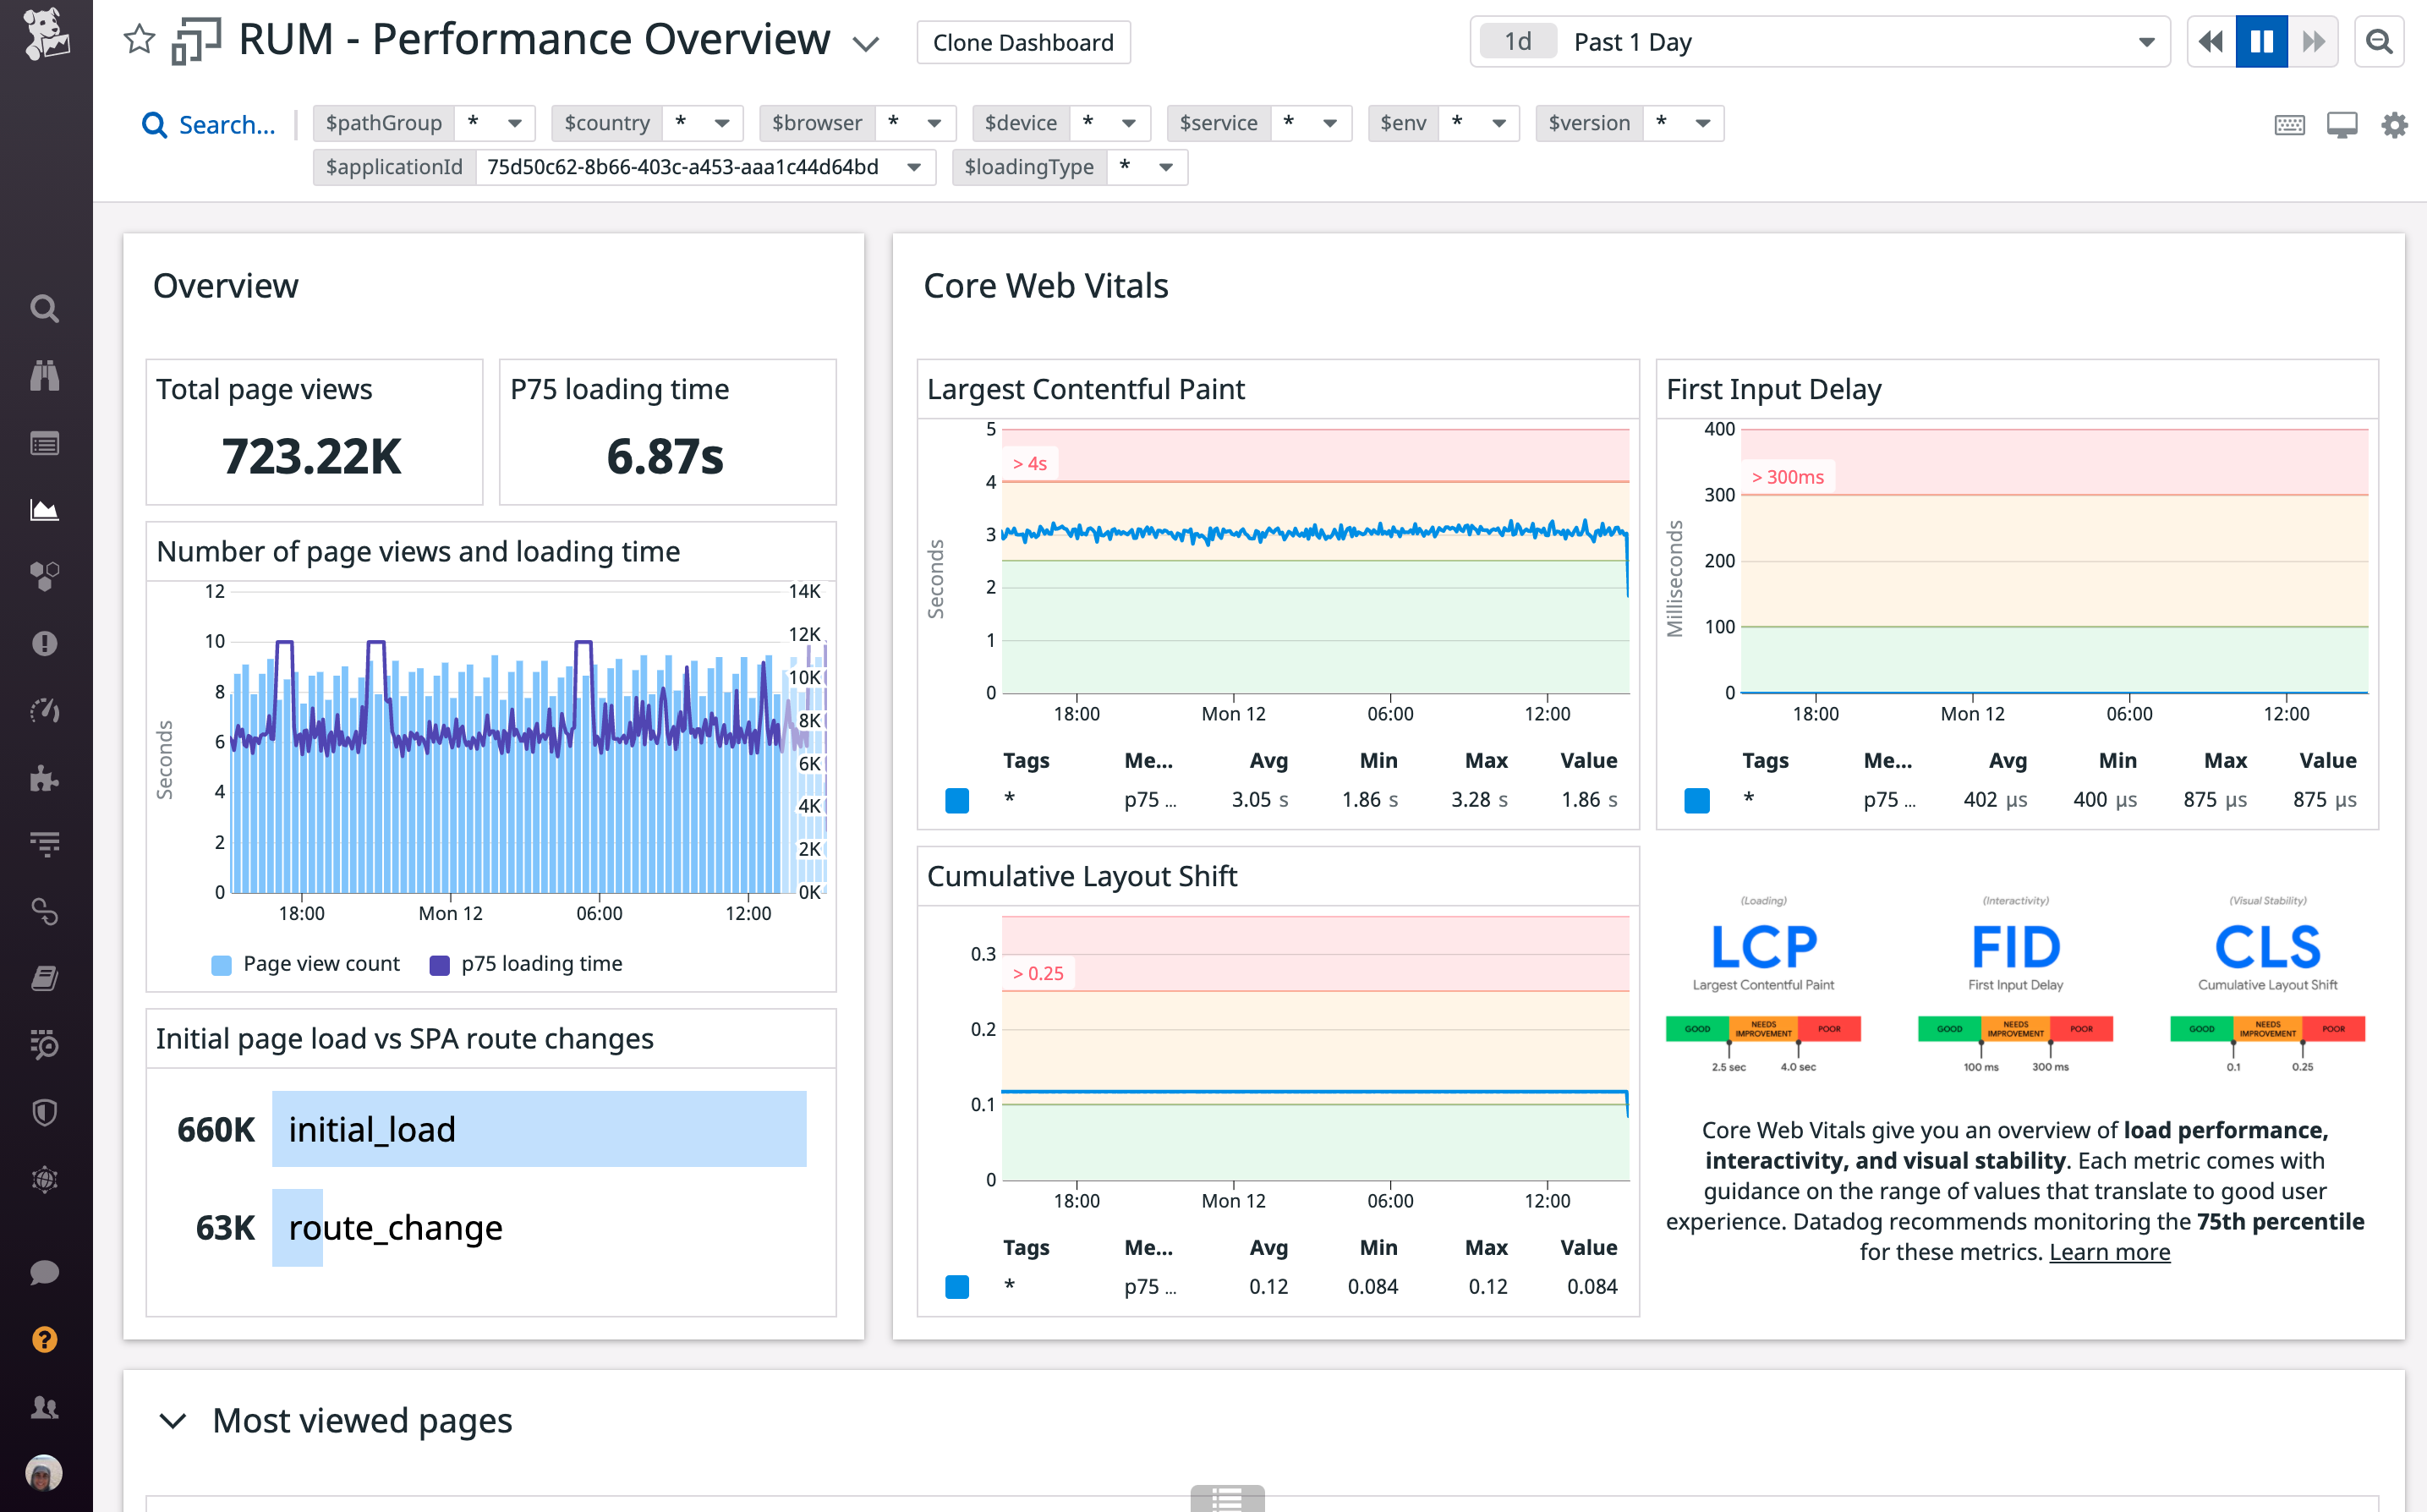 RUM - Performance Overview
Clone Dashboard
1d Past 1 Day
Search...
$pathGroup *
$country *
$browser *
$device *
$service *
$env *
$version *
$applicationId 75d50c62-8b66-403c-a453-aaa1c44d64bd
$loadingType *
Overview
Total page views
723.22K
P75 loading time
6.87s
Number of page views and loading time
Seconds
12
10
8
6
4
2
0
14K
12K
10K
8K
6K
4K
2K
0K
18:00 Mon 12 06:00 12:00
Page view count p75 loading time
Initial page load vs SPA route changes
660K initial_load
63K route_change
Core Web Vitals
Largest Contentful Paint
Seconds
5
4
3
2
1
0
> 4s
18:00 Mon 12 06:00 12:00
Tags Me... Avg Min Max Value
* p75 ... 3.05 s 1.86 s 3.28 s 1.86 s
First Input Delay
Milliseconds
400
300
200
100
0
> 300ms
18:00 Mon 12 06:00 12:00
Tags Me... Avg Min Max Value
* p75 ... 402 µs 400 µs 875 µs 875 µs
Cumulative Layout Shift
0.3
0.2
0.1
0
> 0.25
18:00 Mon 12 06:00 12:00
Tags Me... Avg Min Max Value
* p75 ... 0.12 0.084 0.12 0.084
(Loading)
LCP
Largest Contentful Paint
GOOD NEEDS IMPROVEMENT POOR
2.5 sec 4.0 sec
(Interactivity)
FID
First Input Delay
GOOD NEEDS IMPROVEMENT POOR
100 ms 300 ms
(Visual Stability)
CLS
Cumulative Layout Shift
GOOD NEEDS IMPROVEMENT POOR
0.1 0.25
Core Web Vitals give you an overview of load performance,
interactivity, and visual stability. Each metric comes with
guidance on the range of values that translate to good user
experience. Datadog recommends monitoring the 75th percentile
for these metrics. Learn more
Most viewed pages